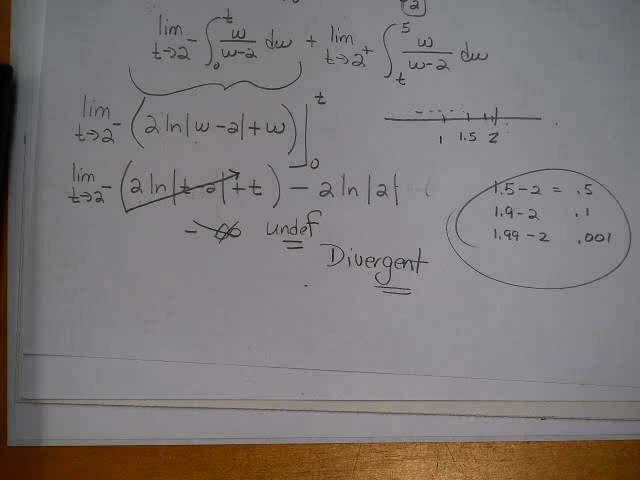 2
lim t→2⁻ ∫₀ᵗ w/(w-2) dw + lim t→2⁺ ∫ₜ⁵ w/(w-2) dw
lim t→2⁻ (2 ln|w-2|+w) |₀ᵗ
1 1.5 2
lim t→2⁻ (2 ln|t-2|+t) - 2 ln|2|
-∞ undef
Divergent
1.5-2 = .5
1.9-2 .1
1.99-2 .001